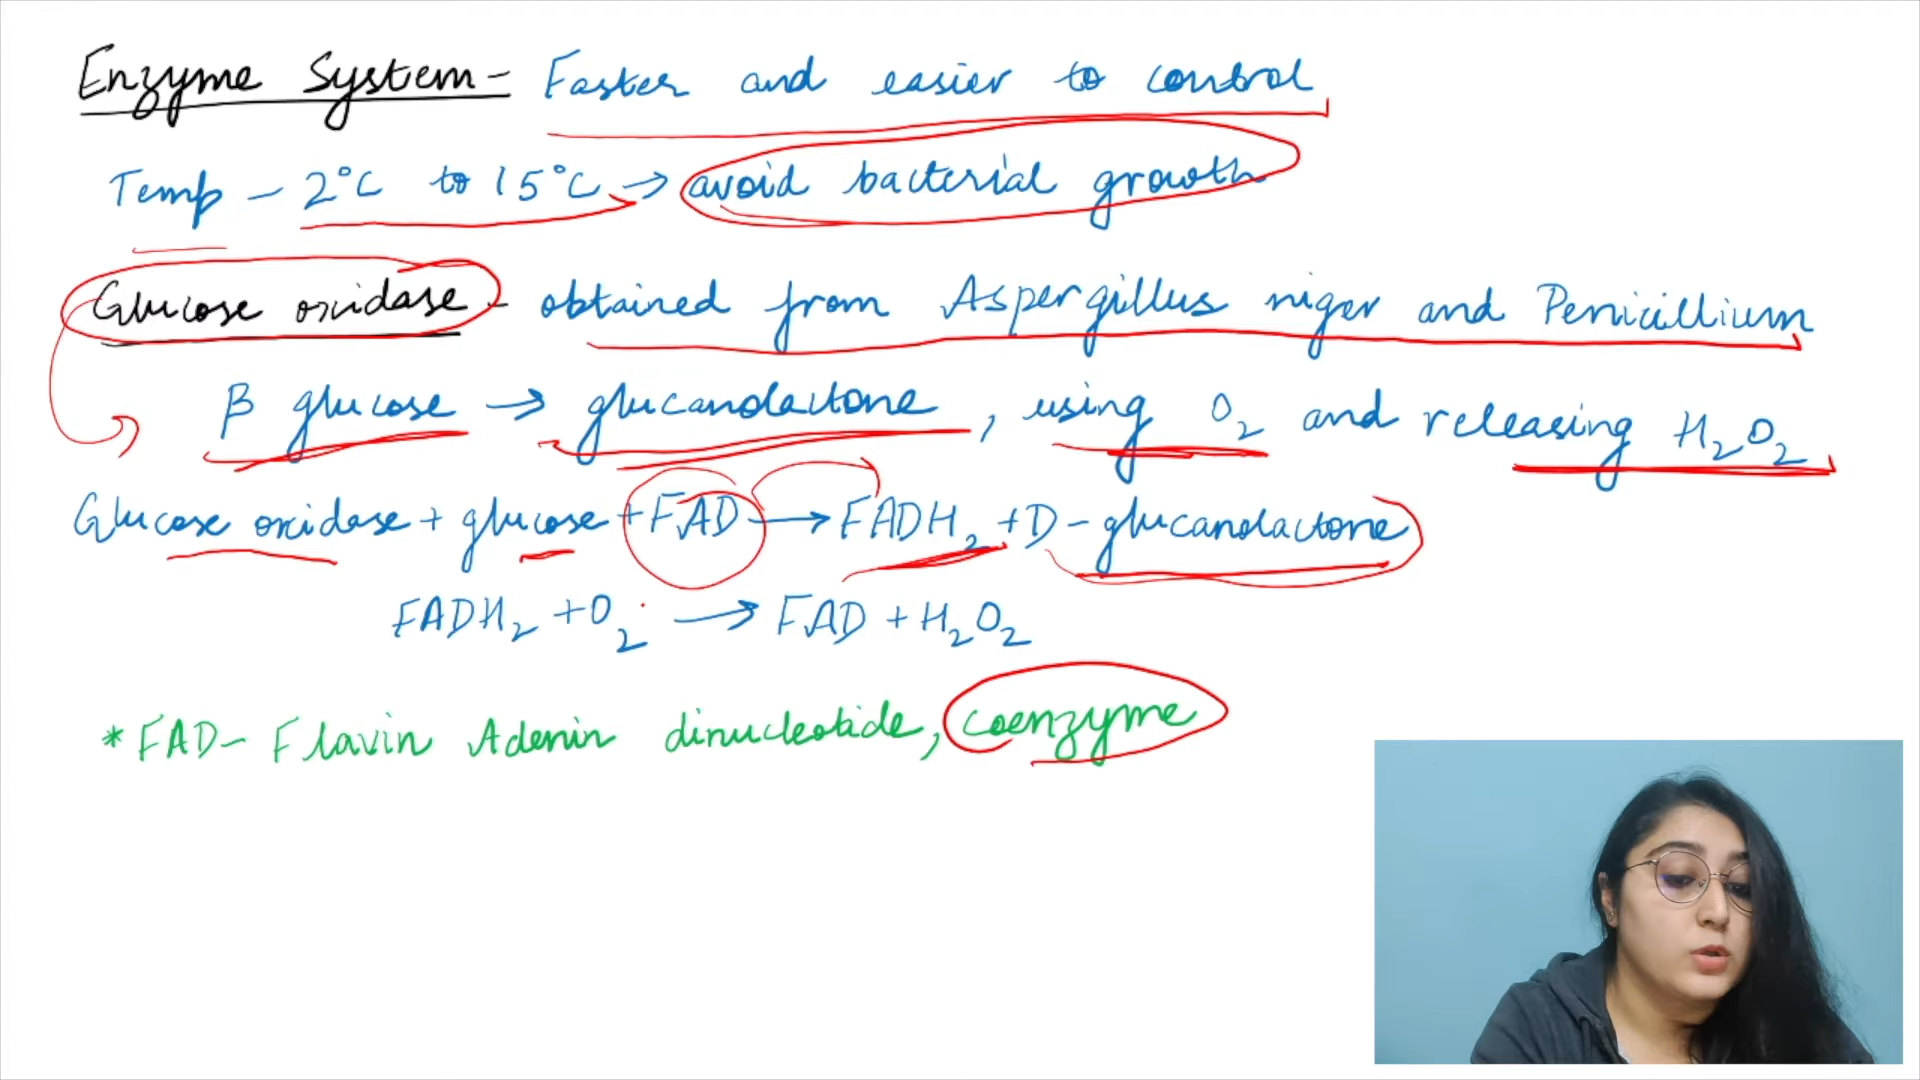 Enzyme System - Faster and easier to control
Temp - 2°C to 15°C → avoid bacterial growth
Glucose oxidase - obtained from Aspergillus niger and Penicillium
β glucose → glucanolactone, using O₂ and releasing H₂O₂
Glucose oxidase + glucose + FAD → FADH₂ + D-glucanolactone
FADH₂ + O₂ → FAD + H₂O₂
* FAD - Flavin Adenin dinucleotide, coenzyme